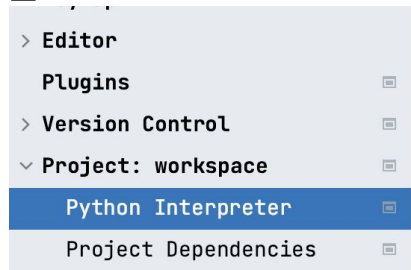 Editor
Plugins
Version Control
Project: workspace
Python Interpreter
Project Dependencies